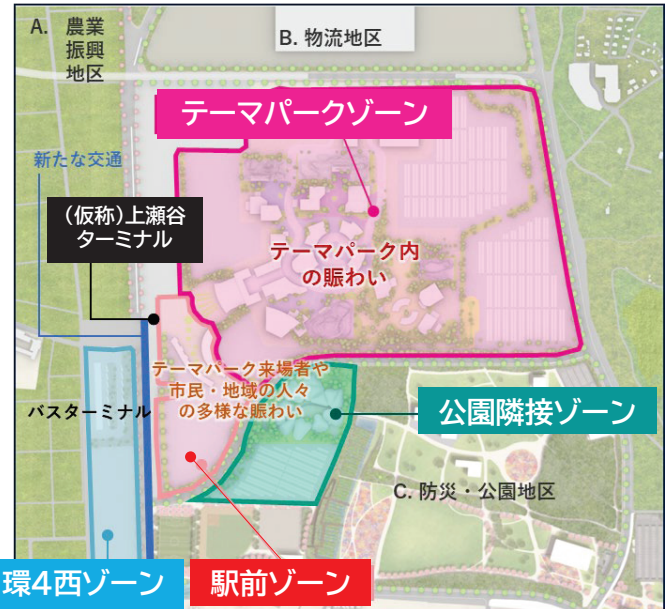 A. 農業
振興
地区
B. 物流地区
テーマパークゾーン
新たな交通
(仮称)上瀬谷
ターミナル
テーマパーク内
の賑わい
テーマパーク来場者や
市民・地域の人々
の多様な賑わい
バスターミナル
公園隣接ゾーン
C. 防災・公園地区
環4西ゾーン
駅前ゾーン